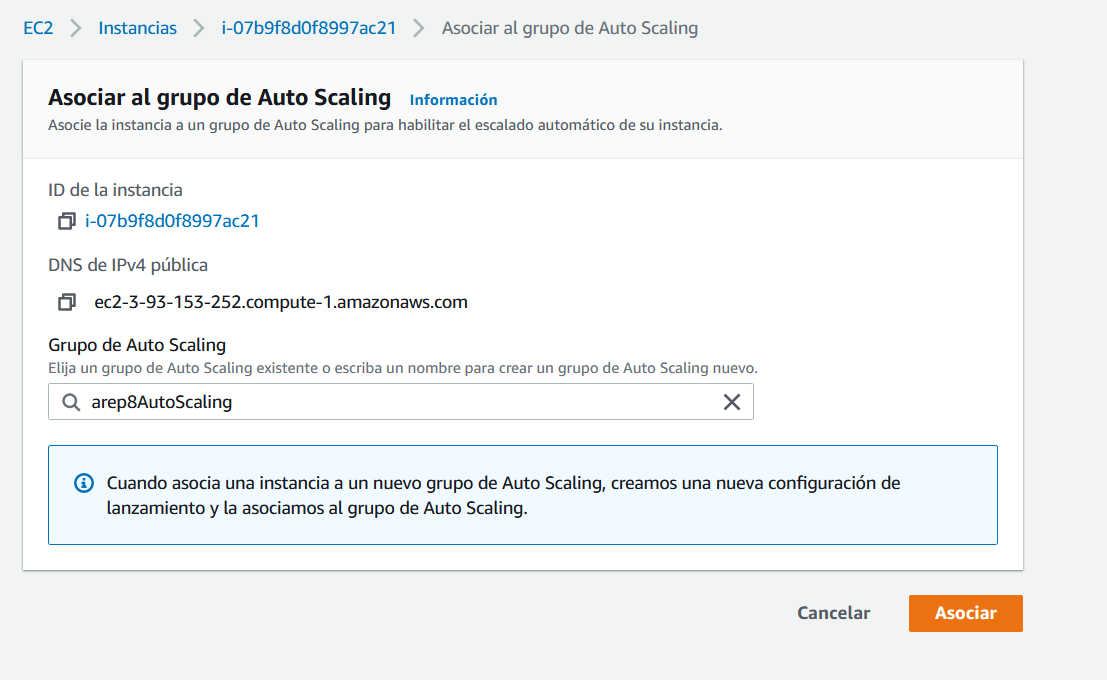 EC2 > Instancias > i-07b9f8d0f8997ac21 > Asociar al grupo de Auto Scaling
Asociar al grupo de Auto Scaling Información
Asocie la instancia a un grupo de Auto Scaling para habilitar el escalado automático de su instancia.
ID de la instancia
i-07b9f8d0f8997ac21
DNS de IPv4 pública
ec2-3-93-153-252.compute-1.amazonaws.com
Grupo de Auto Scaling
Elija un grupo de Auto Scaling existente o escriba un nombre para crear un grupo de Auto Scaling nuevo.
arep8AutoScaling
Cuando asocia una instancia a un nuevo grupo de Auto Scaling, creamos una nueva configuración de
lanzamiento y la asociamos al grupo de Auto Scaling.
Cancelar Asociar